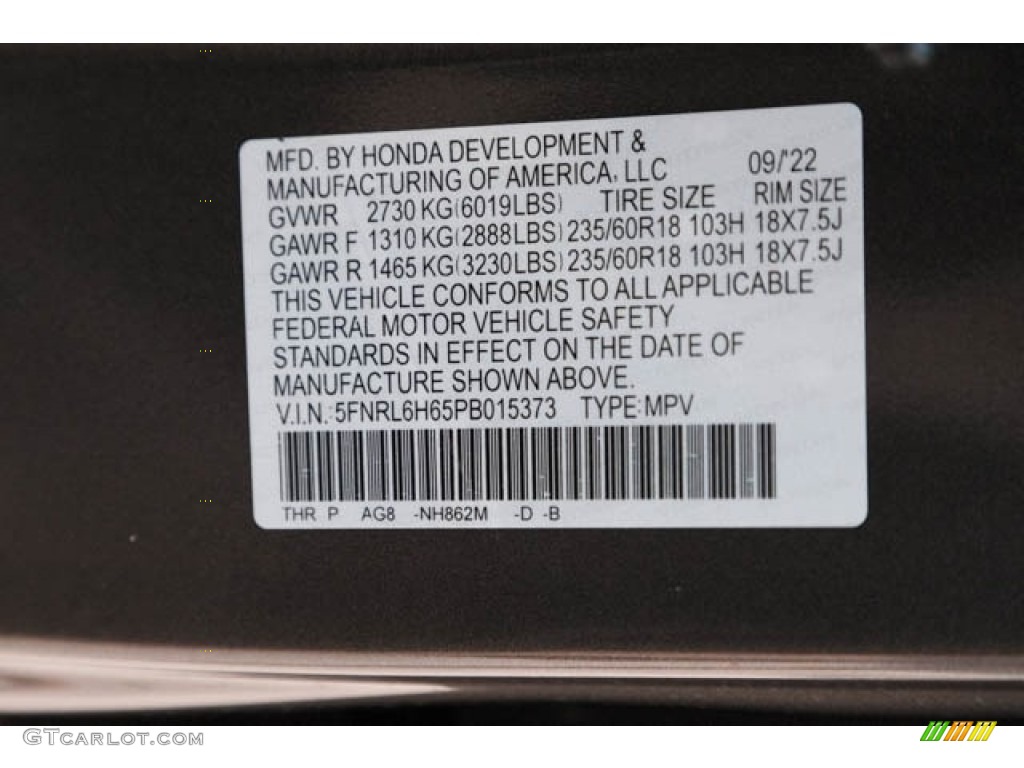 MFD. BY HONDA DEVELOPMENT &
MANUFACTURING OF AMERICA, LLC 09/'22
GVWR 2730 KG(6019LBS) TIRE SIZE RIM SIZE
GAWR F 1310 KG(2888LBS) 235/60R18 103H 18X7.5J
GAWR R 1465 KG(3230LBS) 235/60R18 103H 18X7.5J
THIS VEHICLE CONFORMS TO ALL APPLICABLE
FEDERAL MOTOR VEHICLE SAFETY
STANDARDS IN EFFECT ON THE DATE OF
MANUFACTURE SHOWN ABOVE.
V.I.N.:5FNRL6H65PB015373 TYPE:MPV
THR P AG8 -NH862M -D -B
GTCARLOT.COM